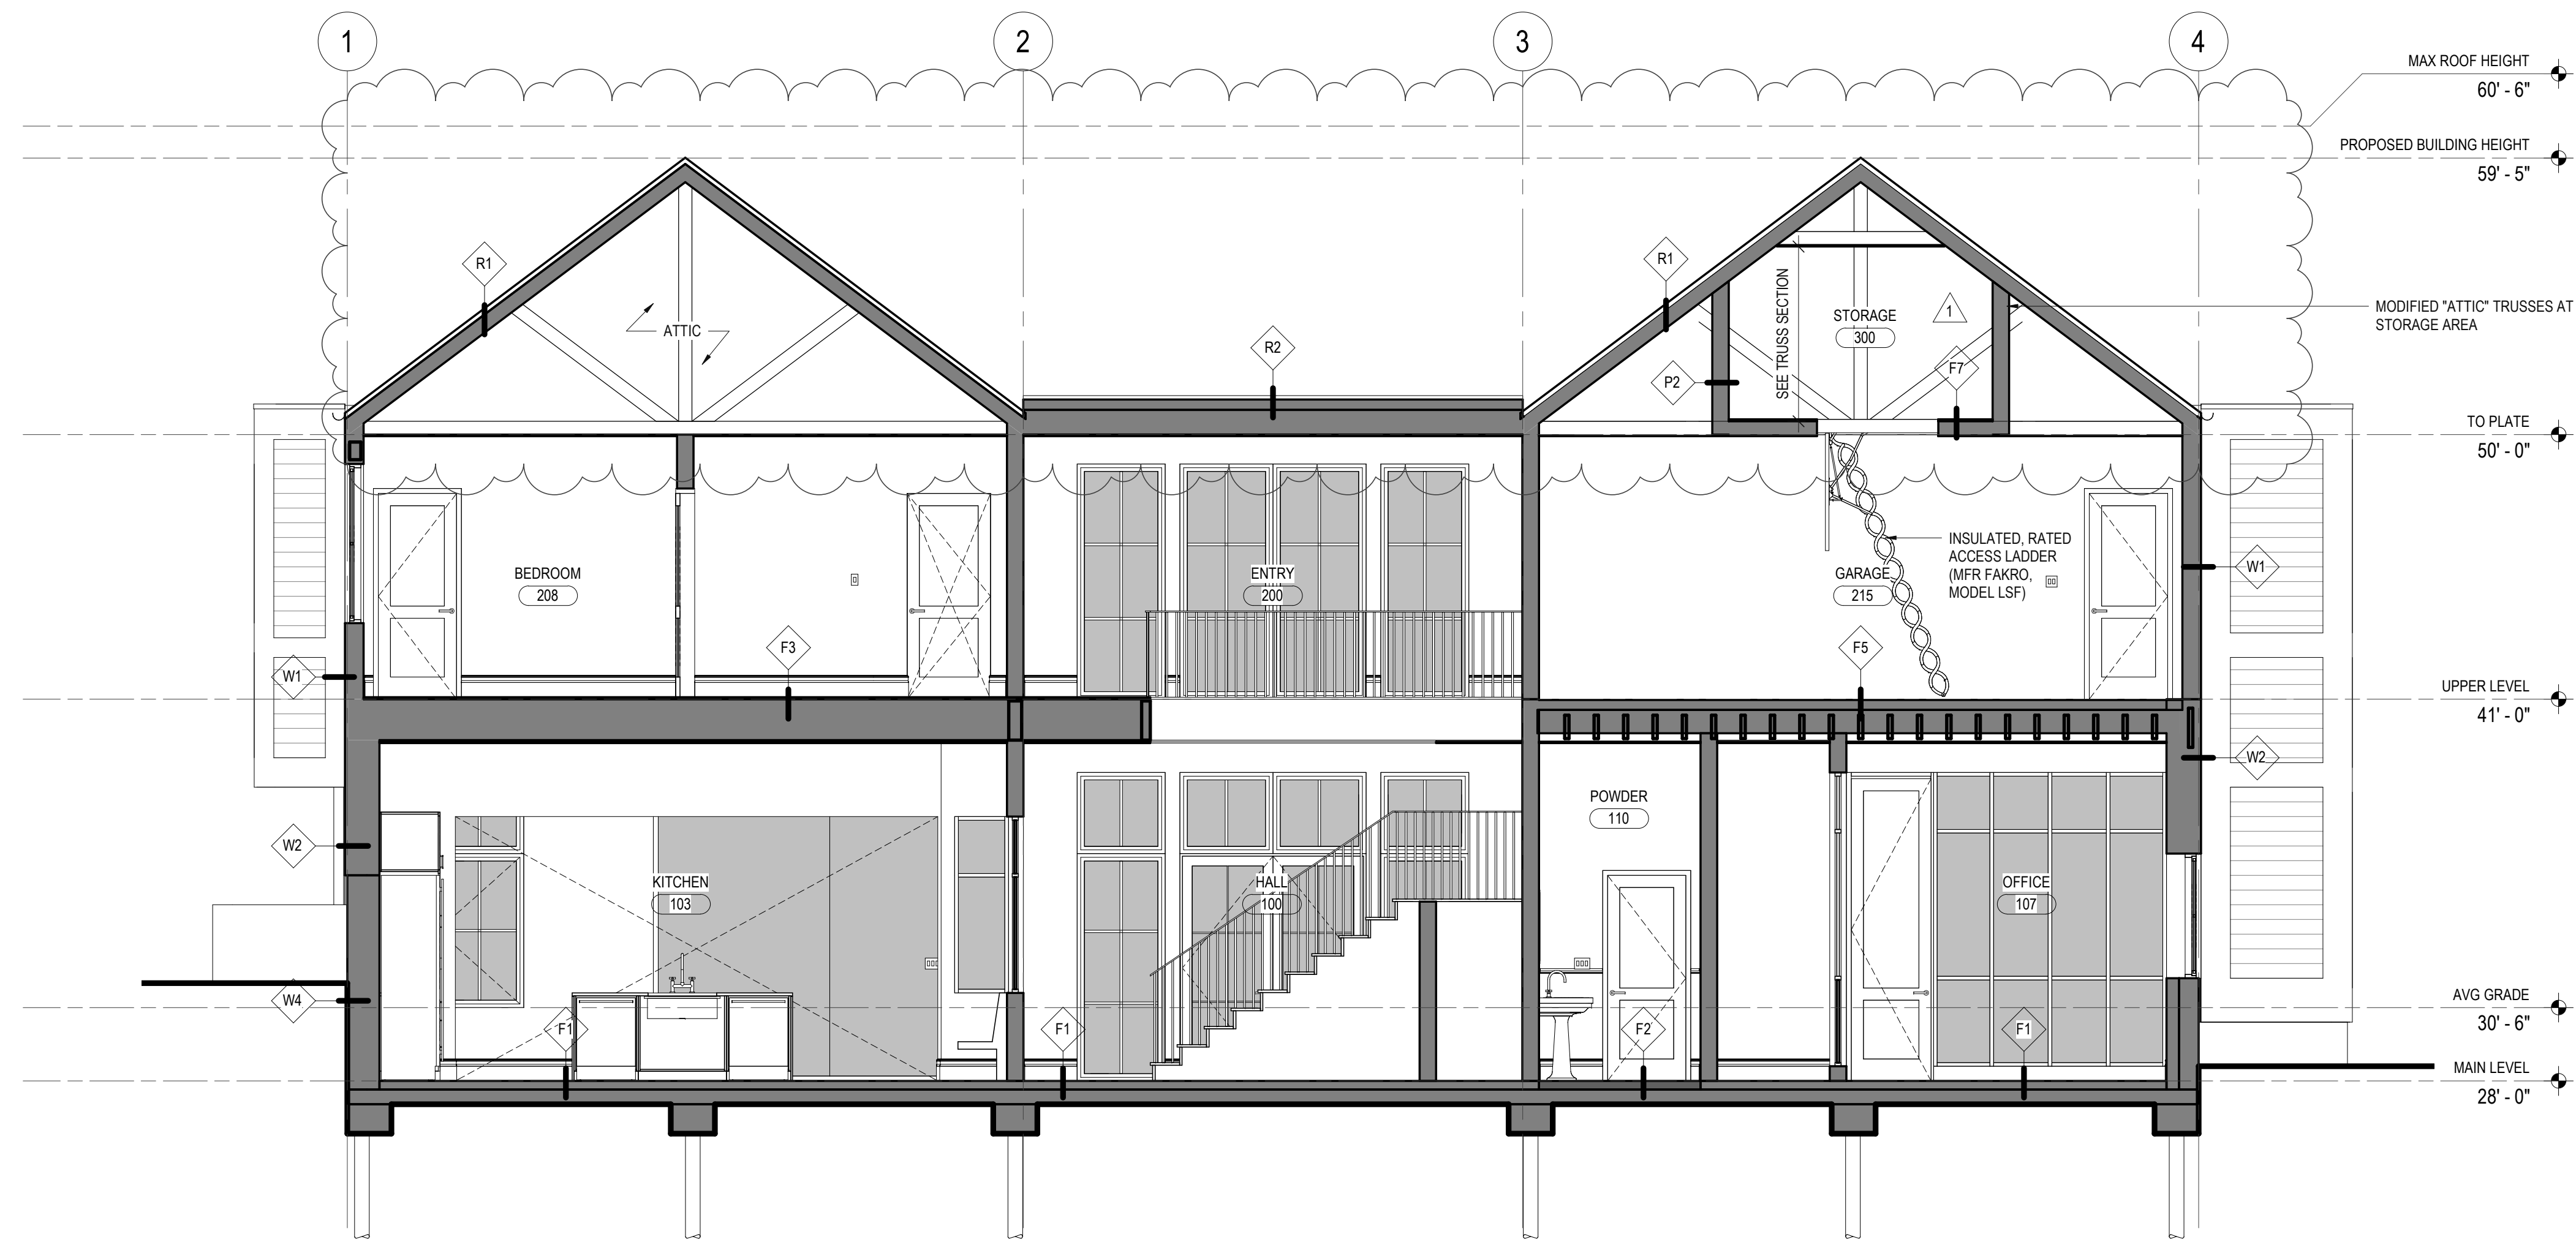 1
2
3
4
MAX ROOF HEIGHT
60' - 6"
PROPOSED BUILDING HEIGHT
59' - 5"
R1
ATTIC
R2
R1
SEE TRUSS SECTION
STORAGE
300
1
MODIFIED "ATTIC" TRUSSES AT
STORAGE AREA
P2
F7
TO PLATE
50' - 0"
BEDROOM
208
ENTRY
200
GARAGE
215
INSULATED, RATED
ACCESS LADDER
(MFR FAKRO,
MODEL LSF)
W1
W1
F3
F5
UPPER LEVEL
41' - 0"
W2
W2
POWDER
110
KITCHEN
103
HALL
100
OFFICE
107
W4
F1
F1
F2
F1
AVG GRADE
30' - 6"
MAIN LEVEL
28' - 0"